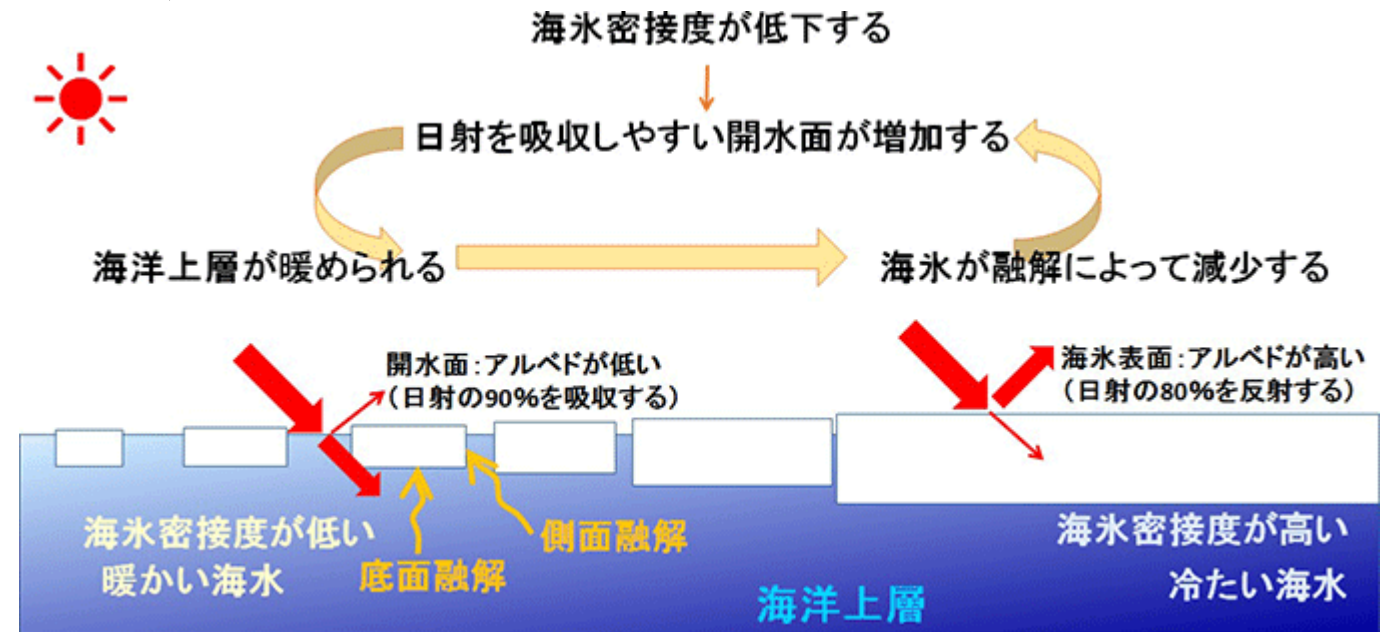 海氷密接度が低下する
日射を吸収しやすい開水面が増加する
海洋上層が暖められる
海氷が融解によって減少する
開水面:アルベドが低い
(日射の90%を吸収する)
海氷表面:アルベドが高い
(日射の80%を反射する)
海氷密接度が低い
暖かい海水
底面融解
側面融解
海洋上層
海氷密接度が高い
冷たい海水